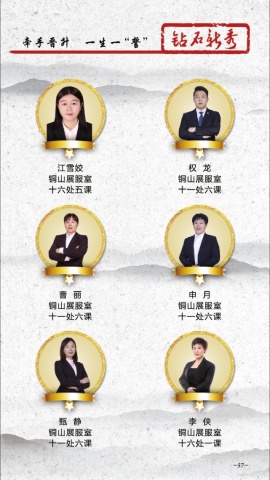 牵手晋升 一生一“誓” 钻石新秀
江雪姣
铜山展服室
十六处五课
权 龙
铜山展服室
十一处六课
曹 丽
铜山展服室
十一处六课
申 月
铜山展服室
十一处六课
甄 静
铜山展服室
十一处六课
李 侠
铜山展服室
十六处一课
--57--